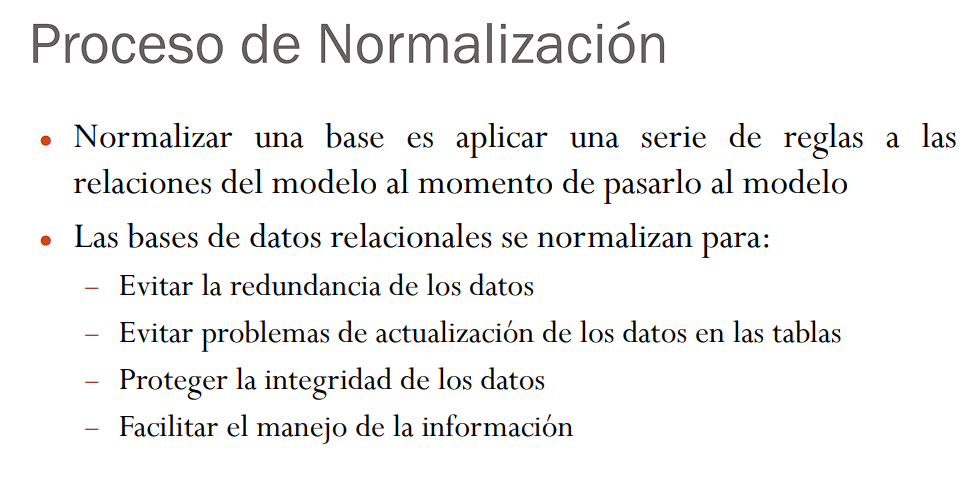 Proceso de Normalización
• Normalizar una base es aplicar una serie de reglas a las
relaciones del modelo al momento de pasarlo al modelo
• Las bases de datos relacionales se normalizan para:
– Evitar la redundancia de los datos
– Evitar problemas de actualización de los datos en las tablas
– Proteger la integridad de los datos
– Facilitar el manejo de la información